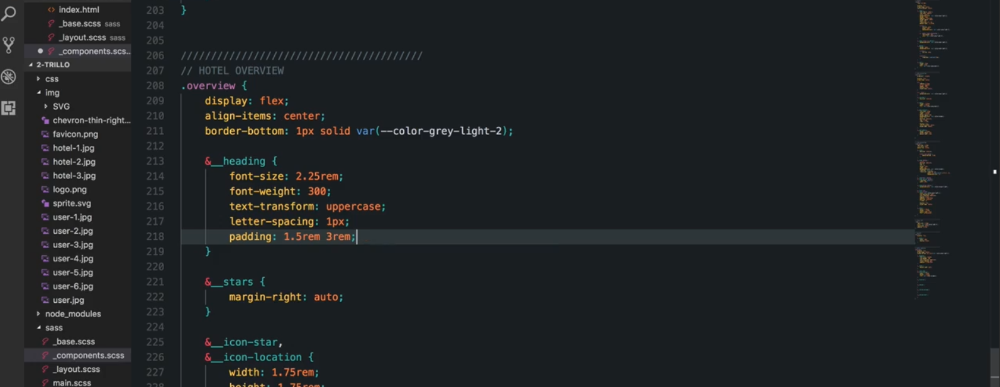 index.html
_base.scss sass
_layout.scss sass
_components.scs...
2-TRILLO
css
img
SVG
chevron-thin-right...
favicon.png
hotel-1.jpg
hotel-2.jpg
hotel-3.jpg
logo.png
sprite.svg
user-1.jpg
user-2.jpg
user-3.jpg
user-4.jpg
user-5.jpg
user-6.jpg
user.jpg
node_modules
sass
_base.scss
_components.scss
_layout.scss
main.scss
203 }
204
205
206 ////////////////////////////////////////
207 // HOTEL OVERVIEW
208 .overview {
209 display: flex;
210 align-items: center;
211 border-bottom: 1px solid var(--color-grey-light-2);
212
213 &__heading {
214 font-size: 2.25rem;
215 font-weight: 300;
216 text-transform: uppercase;
217 letter-spacing: 1px;
218 padding: 1.5rem 3rem;
219 }
220
221 &__stars {
222 margin-right: auto;
223 }
224
225 &__icon-star,
226 &__icon-location {
227 width: 1.75rem;
228 height: 1.75rem;